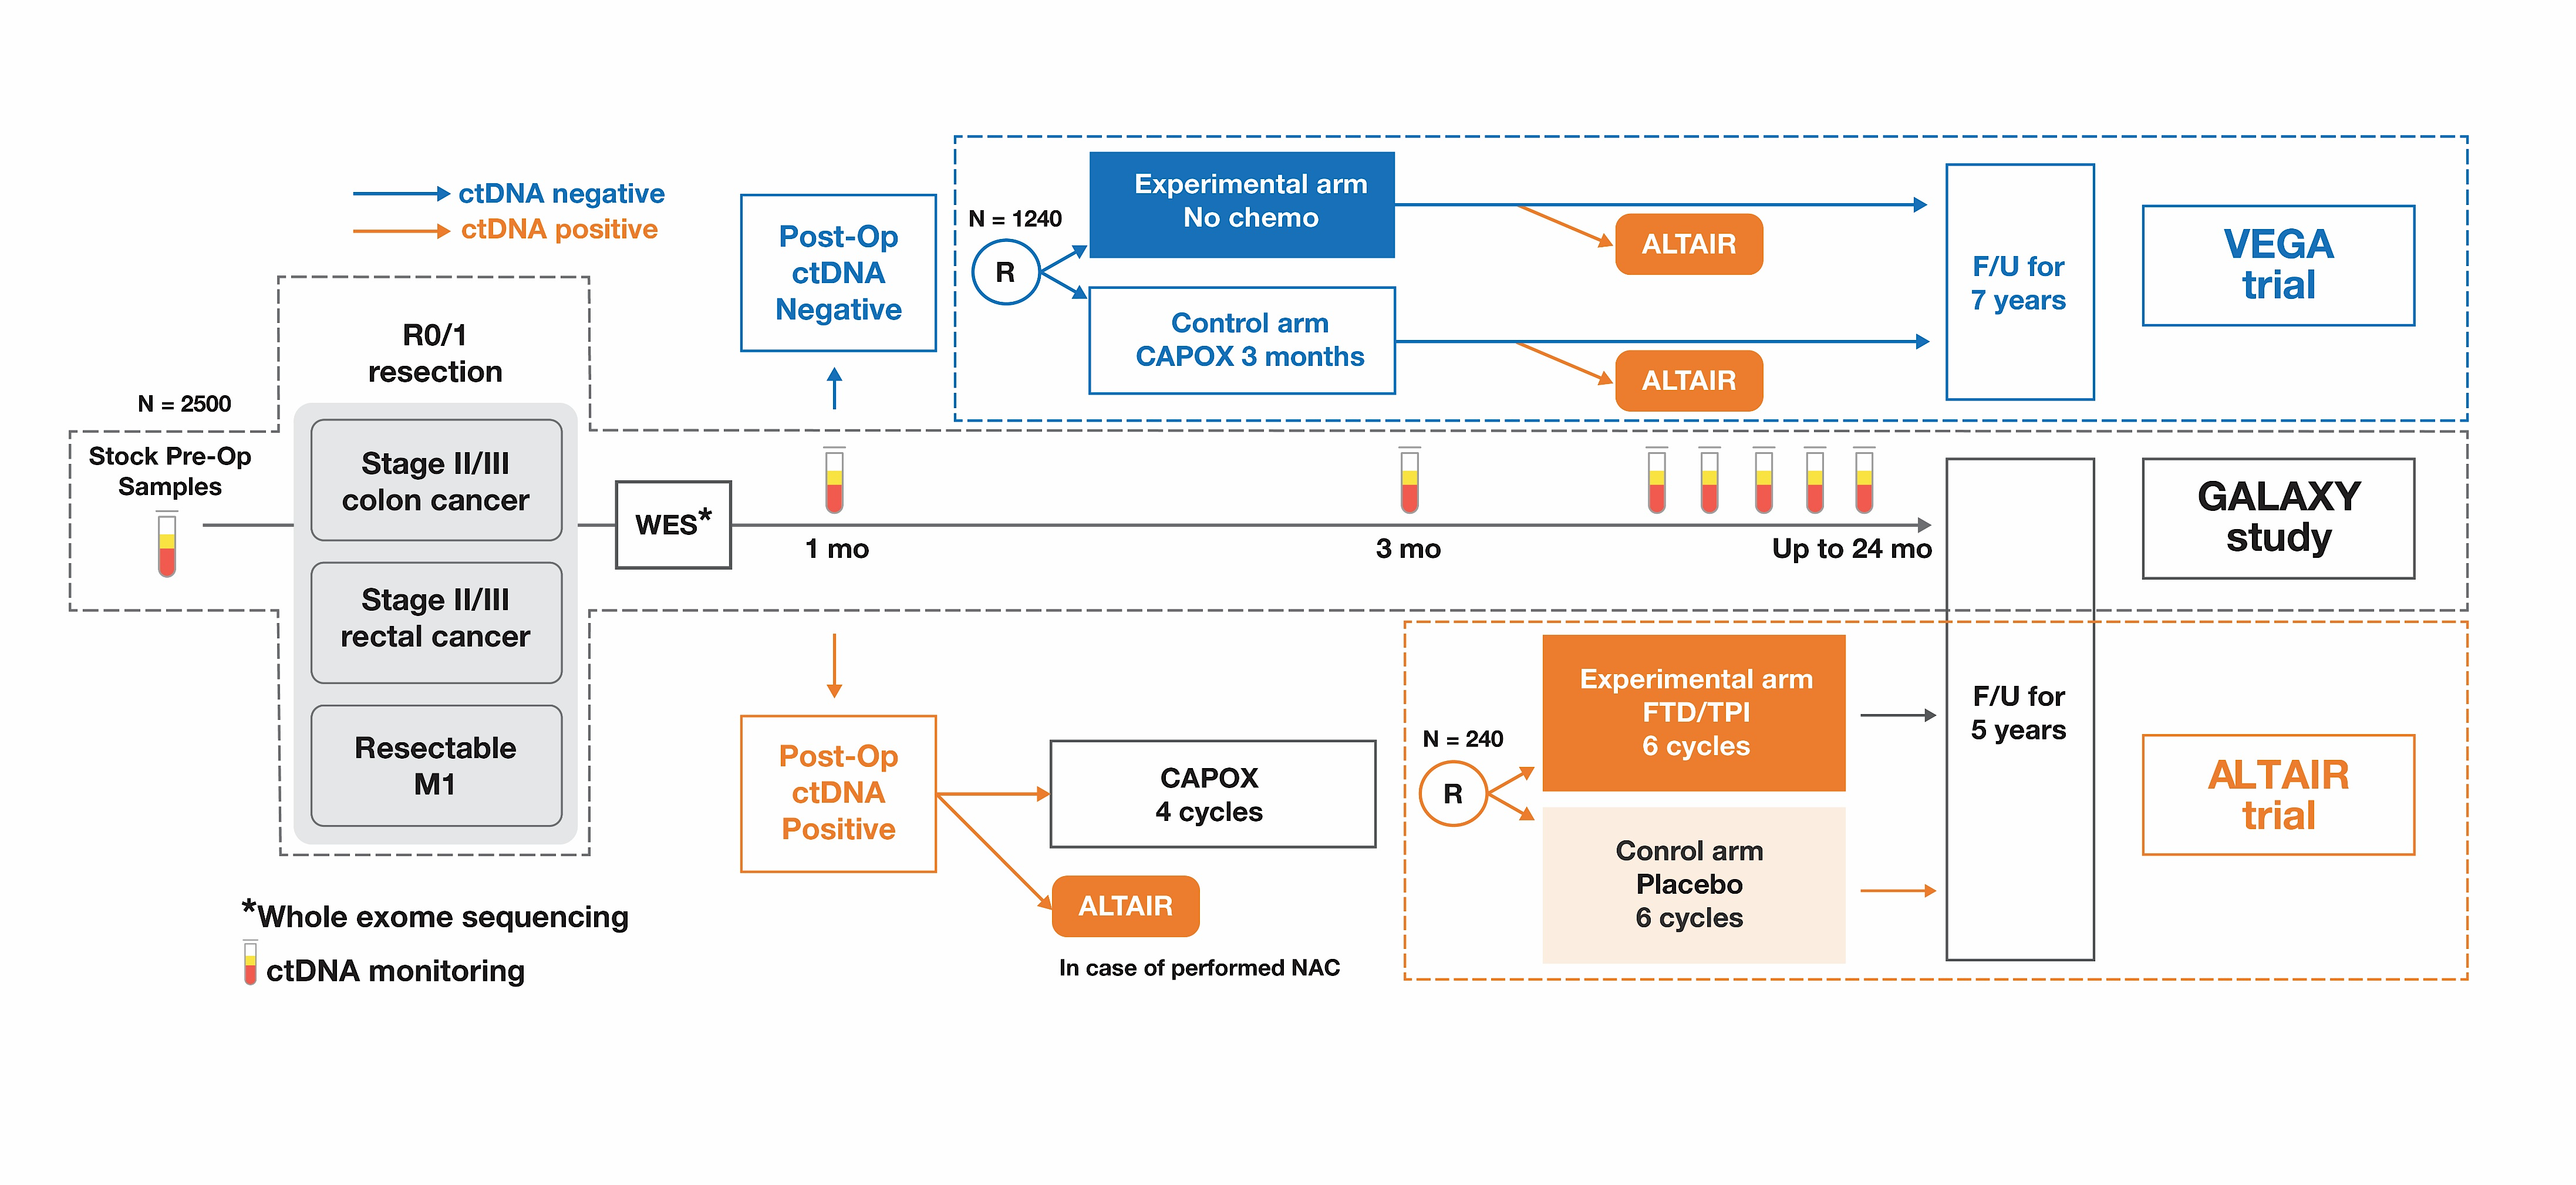 ctDNA negative
ctDNA positive
R0/1
resection
N = 2500
Stock Pre-Op
Samples
Stage II/III
colon cancer
Stage II/III
rectal cancer
Resectable
M1
WES*
*Whole exome sequencing
ctDNA monitoring
Post-Op
ctDNA
Negative
N = 1240
R
Experimental arm
No chemo
Control arm
CAPOX 3 months
ALTAIR
ALTAIR
F/U for
7 years
VEGA
trial
1 mo
3 mo
Up to 24 mo
GALAXY
study
Post-Op
ctDNA
Positive
CAPOX
4 cycles
ALTAIR
In case of performed NAC
N = 240
R
Experimental arm
FTD/TPI
6 cycles
Conrol arm
Placebo
6 cycles
F/U for
5 years
ALTAIR
trial